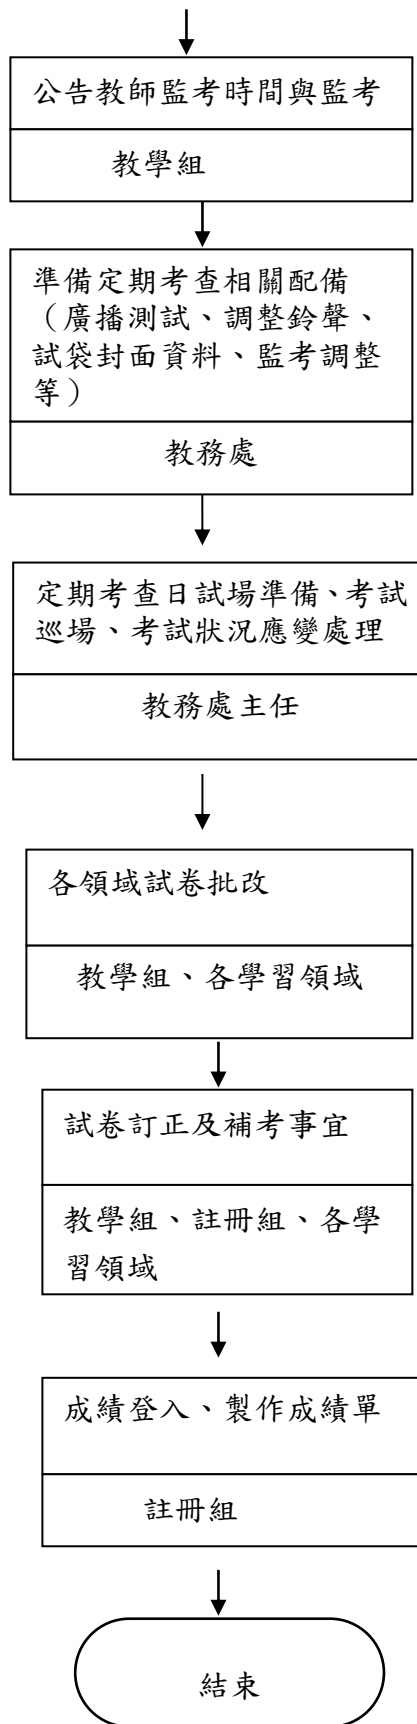 公告教師監考時間與監考
教學組
準備定期考查相關配備
（廣播測試、調整鈴聲、
試袋封面資料、監考調整
等）
教務處
定期考查日試場準備、考試
巡場、考試狀況應變處理
教務處主任
各領域試卷批改
教學組、各學習領域
試卷訂正及補考事宜
教學組、註冊組、各學
習領域
成績登入、製作成績單
註冊組
結束